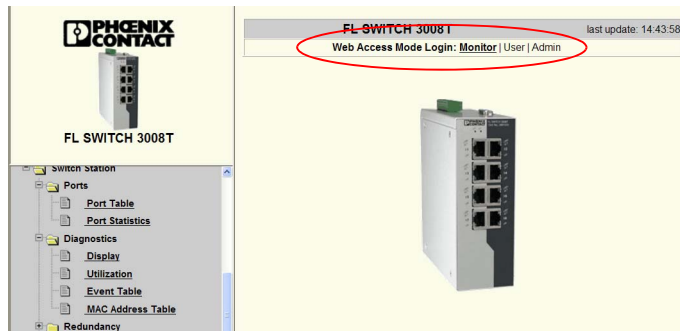 PHŒNIX
CONTACT
FL SWITCH 3008T
Switch Station
Ports
Port Table
Port Statistics
Diagnostics
Display
Utilization
Event Table
MAC Address Table
Redundancy
FL SWITCH 3008T
last update: 14:43:58
Web Access Mode Login: Monitor | User | Admin